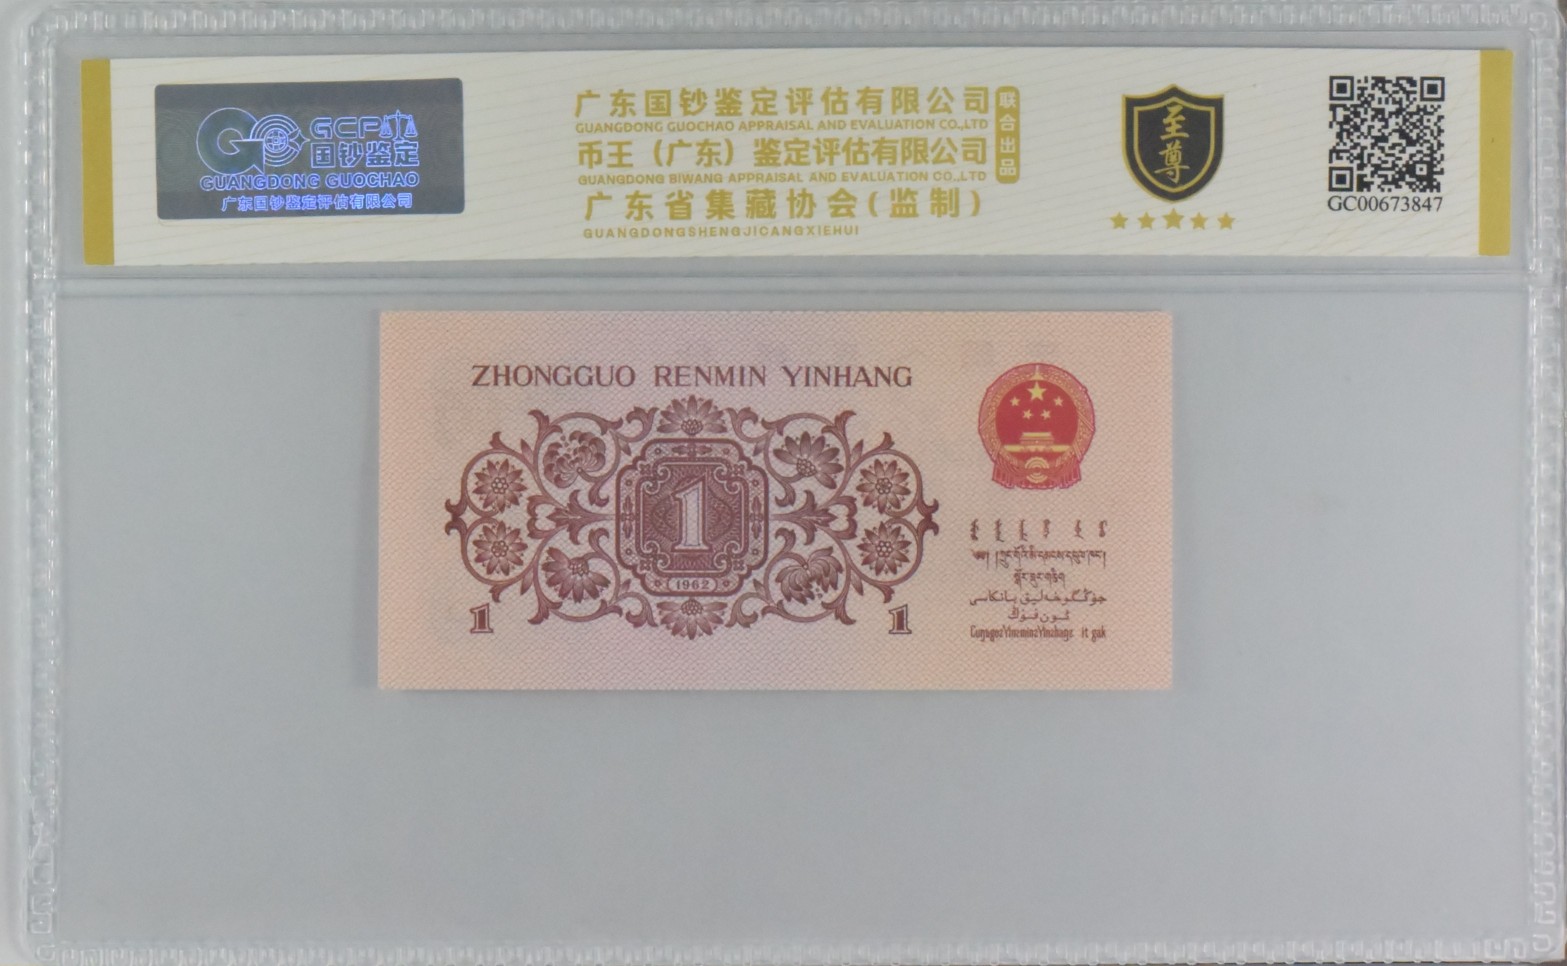 GCP
国钞鉴定
GUANGDONG GUOCHAO
广东国钞鉴定评估有限公司
广东国钞鉴定评估有限公司
GUANGDONG GUOCHAO APPRAISAL AND EVALUATION CO.,LTD
币王（广东）鉴定评估有限公司
GUANGDONG BIWANG APPRAISAL AND EVALUATION CO.,LTD
联合出品
广东省集藏协会(监制)
GUANGDONGSHENGJICANGXIEHUI
至尊
GC00673847
ZHONGGUO RENMIN YINHANG
1
1962
1
1
جۇڭگوخەلىق بانكاسى